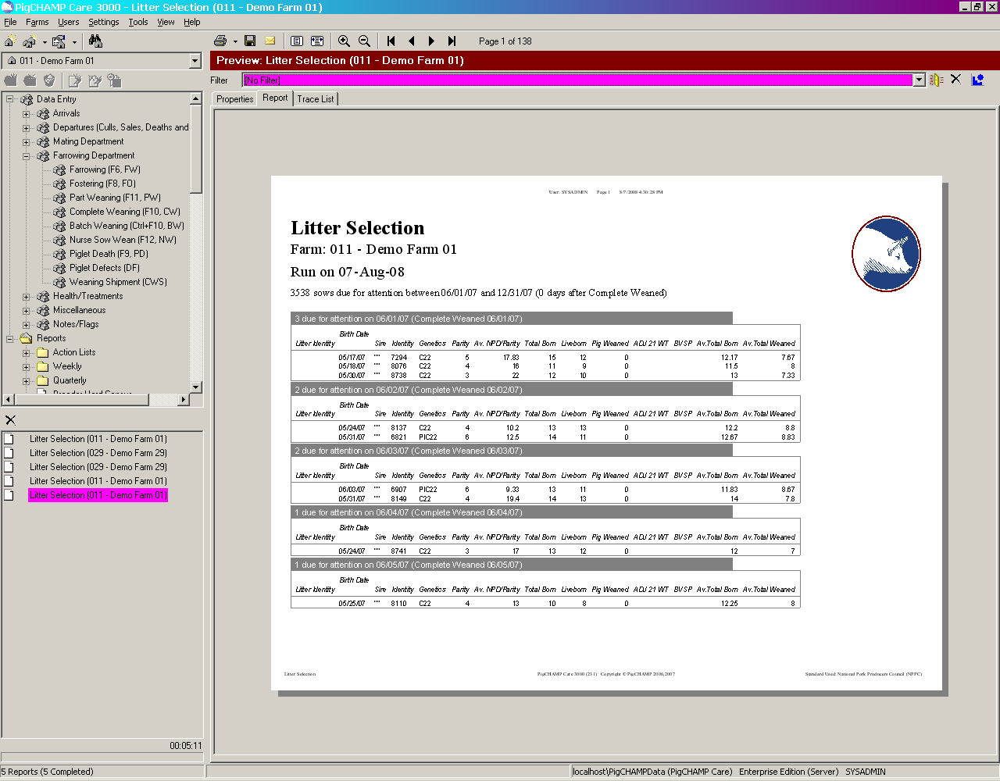 PigCHAMP Care 3000 - Litter Selection (011 - Demo Farm 01)
File Farms Users Settings Tools View Help
Page 1 of 138
011 - Demo Farm 01
Preview: Litter Selection (011 - Demo Farm 01)
Filter [No Filter]
Properties Report Trace List
Data Entry
Arrivals
Departures (Culls, Sales, Deaths and
Mating Department
Farrowing Department
Farrowing (F6, FW)
Fostering (F8, FO)
Part Weaning (F11, PW)
Complete Weaning (F10, CW)
Batch Weaning (Ctrl+F10, BW)
Nurse Sow Wean (F12, NW)
Piglet Death (F9, PD)
Piglet Defects (DF)
Weaning Shipment (CWS)
Health/Treatments
Miscellaneous
Notes/Flags
Reports
Action Lists
Weekly
Quarterly
Litter Selection (011 - Demo Farm 01)
Litter Selection (029 - Demo Farm 29)
Litter Selection (029 - Demo Farm 29)
Litter Selection (011 - Demo Farm 01)
Litter Selection (011 - Demo Farm 01)
00:05:11
User: SYSADMIN Page 1 8/7/2008 4:30:28 PM
Litter Selection
Farm: 011 - Demo Farm 01
Run on 07-Aug-08
3538 sows due for attention between 06/01/07 and 12/31/07 (0 days after Complete Weaned)
3 due for attention on 06/01/07 (Complete Weaned 06/01/07)
Birth Date
Litter Identity Sire Identity Genetics Parity Av. NPD/Parity Total Born Liveborn Pig Weaned ADJ 21 WT BV SP Av.Total Born Av.Total Weaned
05/17/07 "" 7294 C22 5 17.83 15 12 0 12.17 7.67
05/18/07 "" 8076 C22 4 16 11 9 0 11.5 8
05/30/07 "" 8738 C22 3 22 12 10 0 13 7.33
2 due for attention on 06/02/07 (Complete Weaned 06/02/07)
Birth Date
Litter Identity Sire Identity Genetics Parity Av. NPD/Parity Total Born Liveborn Pig Weaned ADJ 21 WT BV SP Av.Total Born Av.Total Weaned
05/24/07 "" 8137 C22 4 10.2 13 13 0 12.2 8.8
05/31/07 "" 6821 PIC22 6 12.5 14 11 0 12.67 8.83
2 due for attention on 06/03/07 (Complete Weaned 06/03/07)
Birth Date
Litter Identity Sire Identity Genetics Parity Av. NPD/Parity Total Born Liveborn Pig Weaned ADJ 21 WT BV SP Av.Total Born Av.Total Weaned
06/03/07 "" 6907 PIC22 6 9.33 13 11 0 11.83 8.67
05/31/07 "" 8149 C22 4 19.4 14 13 0 14 7.8
1 due for attention on 06/04/07 (Complete Weaned 06/04/07)
Birth Date
Litter Identity Sire Identity Genetics Parity Av. NPD/Parity Total Born Liveborn Pig Weaned ADJ 21 WT BV SP Av.Total Born Av.Total Weaned
05/24/07 "" 8741 C22 3 17 13 12 0 12 7
1 due for attention on 06/05/07 (Complete Weaned 06/05/07)
Birth Date
Litter Identity Sire Identity Genetics Parity Av. NPD/Parity Total Born Liveborn Pig Weaned ADJ 21 WT BV SP Av.Total Born Av.Total Weaned
05/25/07 "" 8110 C22 4 13 10 8 0 12.25 8
Litter Selection PigCHAMP Care 3000 (231) Copyright © PigCHAMP 2006,2007 Standard Used: National Pork Producers Council (NPPC)
5 Reports (5 Completed) localhost\PigCHAMPData (PigCHAMP Care) Enterprise Edition (Server) SYSADMIN